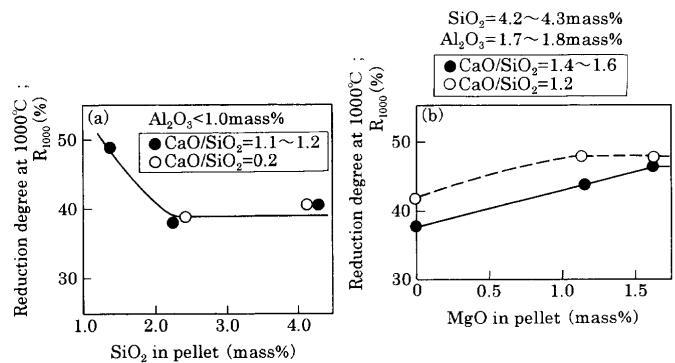 (a)
Al₂O₃<1.0mass%
●CaO/SiO₂=1.1～1.2
○CaO/SiO₂=0.2
Reduction degree at 1000℃ ;
R₁₀₀₀ (%)
50
40
30
1.0
2.0
3.0
4.0
SiO₂ in pellet (mass%)
SiO₂=4.2～4.3mass%
Al₂O₃=1.7～1.8mass%
●CaO/SiO₂=1.4～1.6
○CaO/SiO₂=1.2
(b)
Reduction degree at 1000℃ ;
R₁₀₀₀ (%)
50
40
30
0
0.5
1.0
1.5
MgO in pellet (mass%)